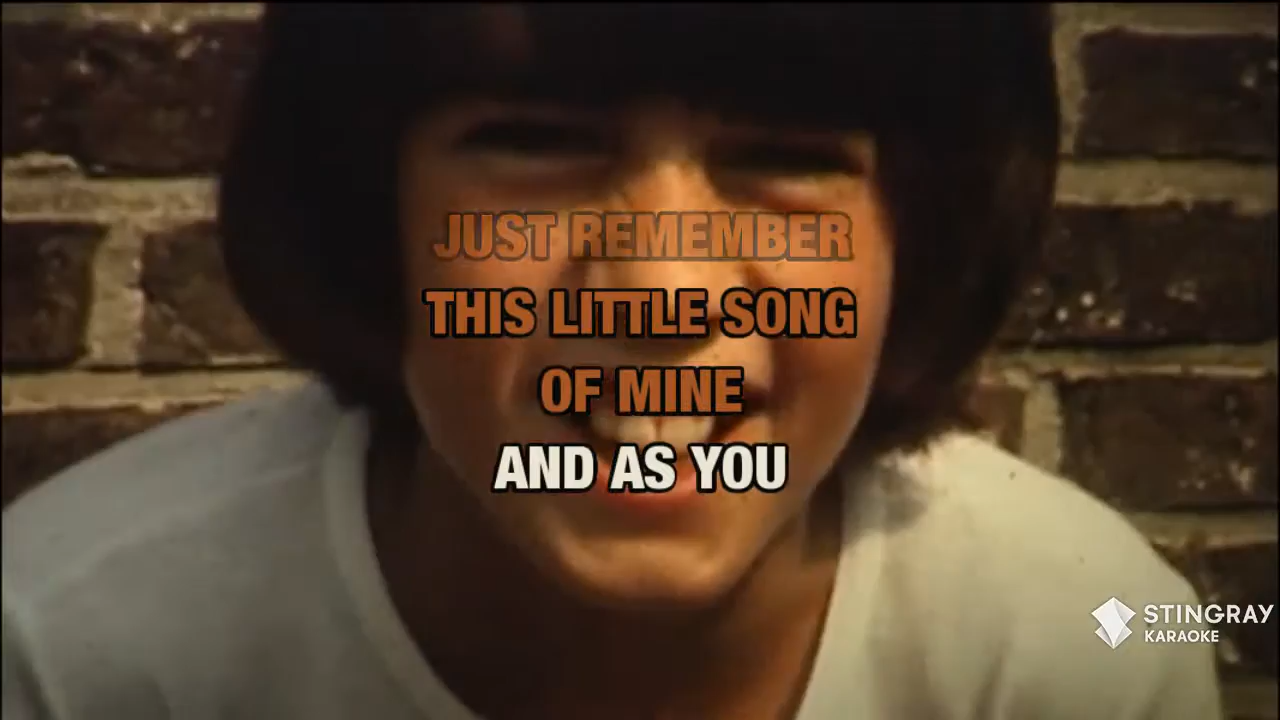 JUST REMEMBER
THIS LITTLE SONG
OF MINE
AND AS YOU
STINGRAY
KARAOKE